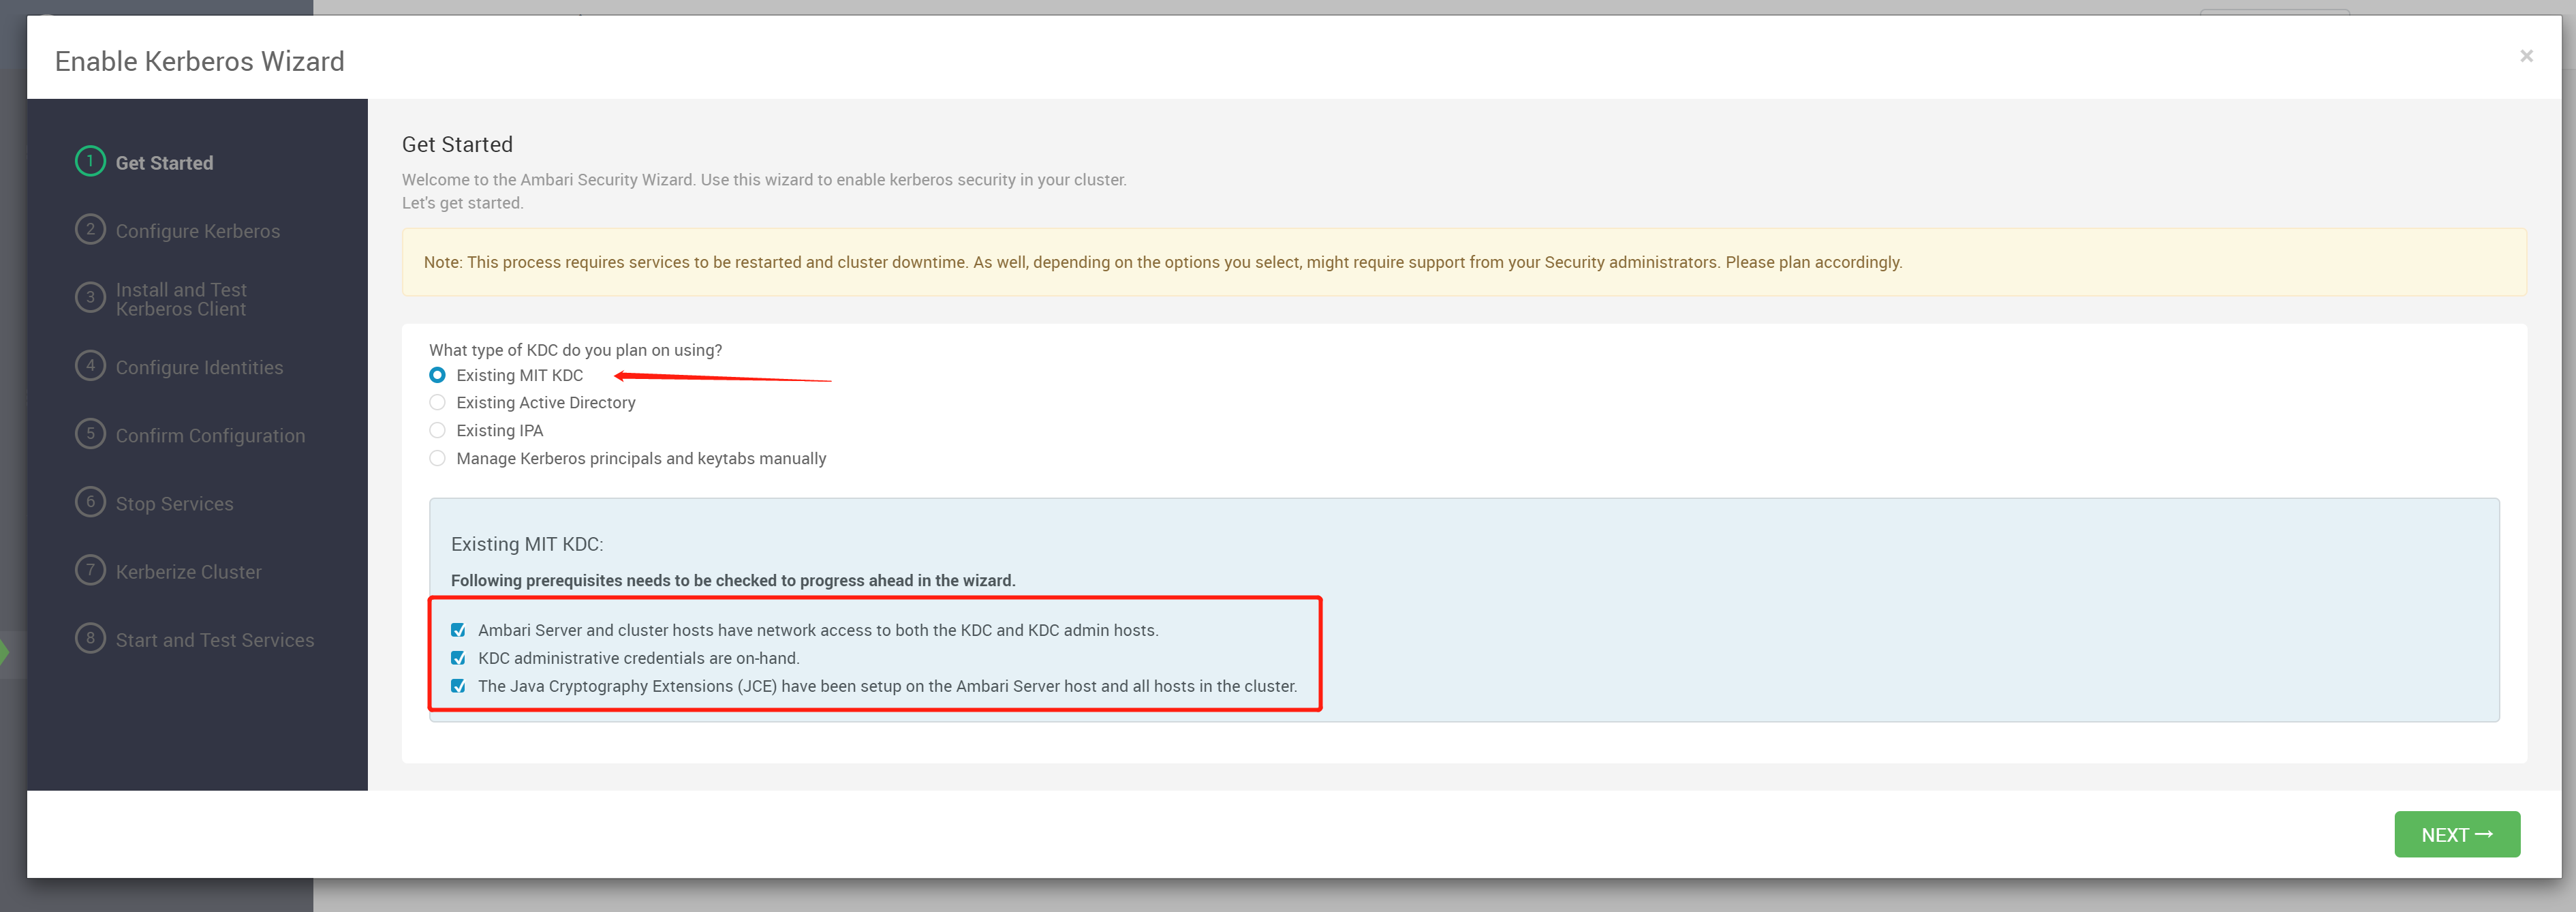 Enable Kerberos Wizard
×
1 Get Started
2 Configure Kerberos
3 Install and Test
Kerberos Client
4 Configure Identities
5 Confirm Configuration
6 Stop Services
7 Kerberize Cluster
8 Start and Test Services
Get Started
Welcome to the Ambari Security Wizard. Use this wizard to enable kerberos security in your cluster.
Let's get started.
Note: This process requires services to be restarted and cluster downtime. As well, depending on the options you select, might require support from your Security administrators. Please plan accordingly.
What type of KDC do you plan on using?
Existing MIT KDC
Existing Active Directory
Existing IPA
Manage Kerberos principals and keytabs manually
Existing MIT KDC:
Following prerequisites needs to be checked to progress ahead in the wizard.
Ambari Server and cluster hosts have network access to both the KDC and KDC admin hosts.
KDC administrative credentials are on-hand.
The Java Cryptography Extensions (JCE) have been setup on the Ambari Server host and all hosts in the cluster.
NEXT →